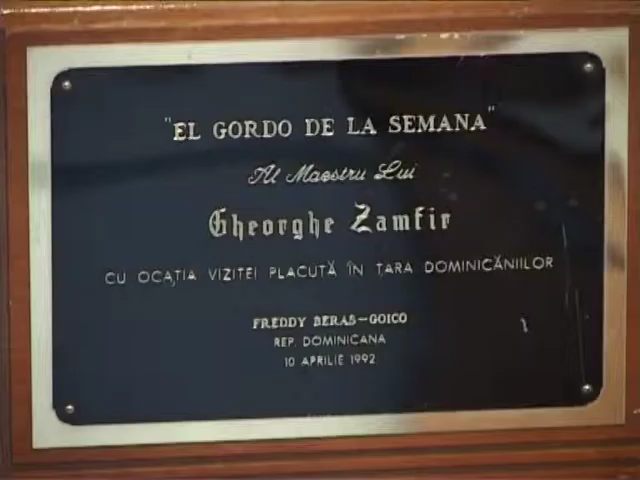 "EL GORDO DE LA SEMANA"
Al Maestru Lui
Gheorghe Zamfir
CU OCAȚIA VIZITEI PLACUTĂ ÎN ȚARA DOMINICĂNIILOR
FREDDY BERAS-GOICO
REP. DOMINICANA
10 APRILIE 1992